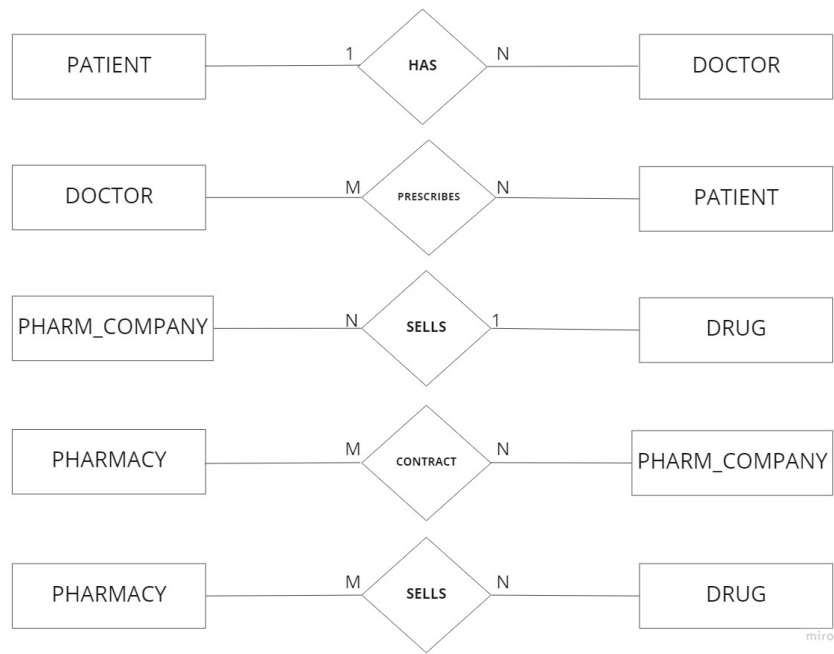 1 N
PATIENT HAS DOCTOR
M N
DOCTOR PRESCRIBES PATIENT
N 1
PHARM_COMPANY SELLS DRUG
M N
PHARMACY CONTRACT PHARM_COMPANY
M N
PHARMACY SELLS DRUG
miro